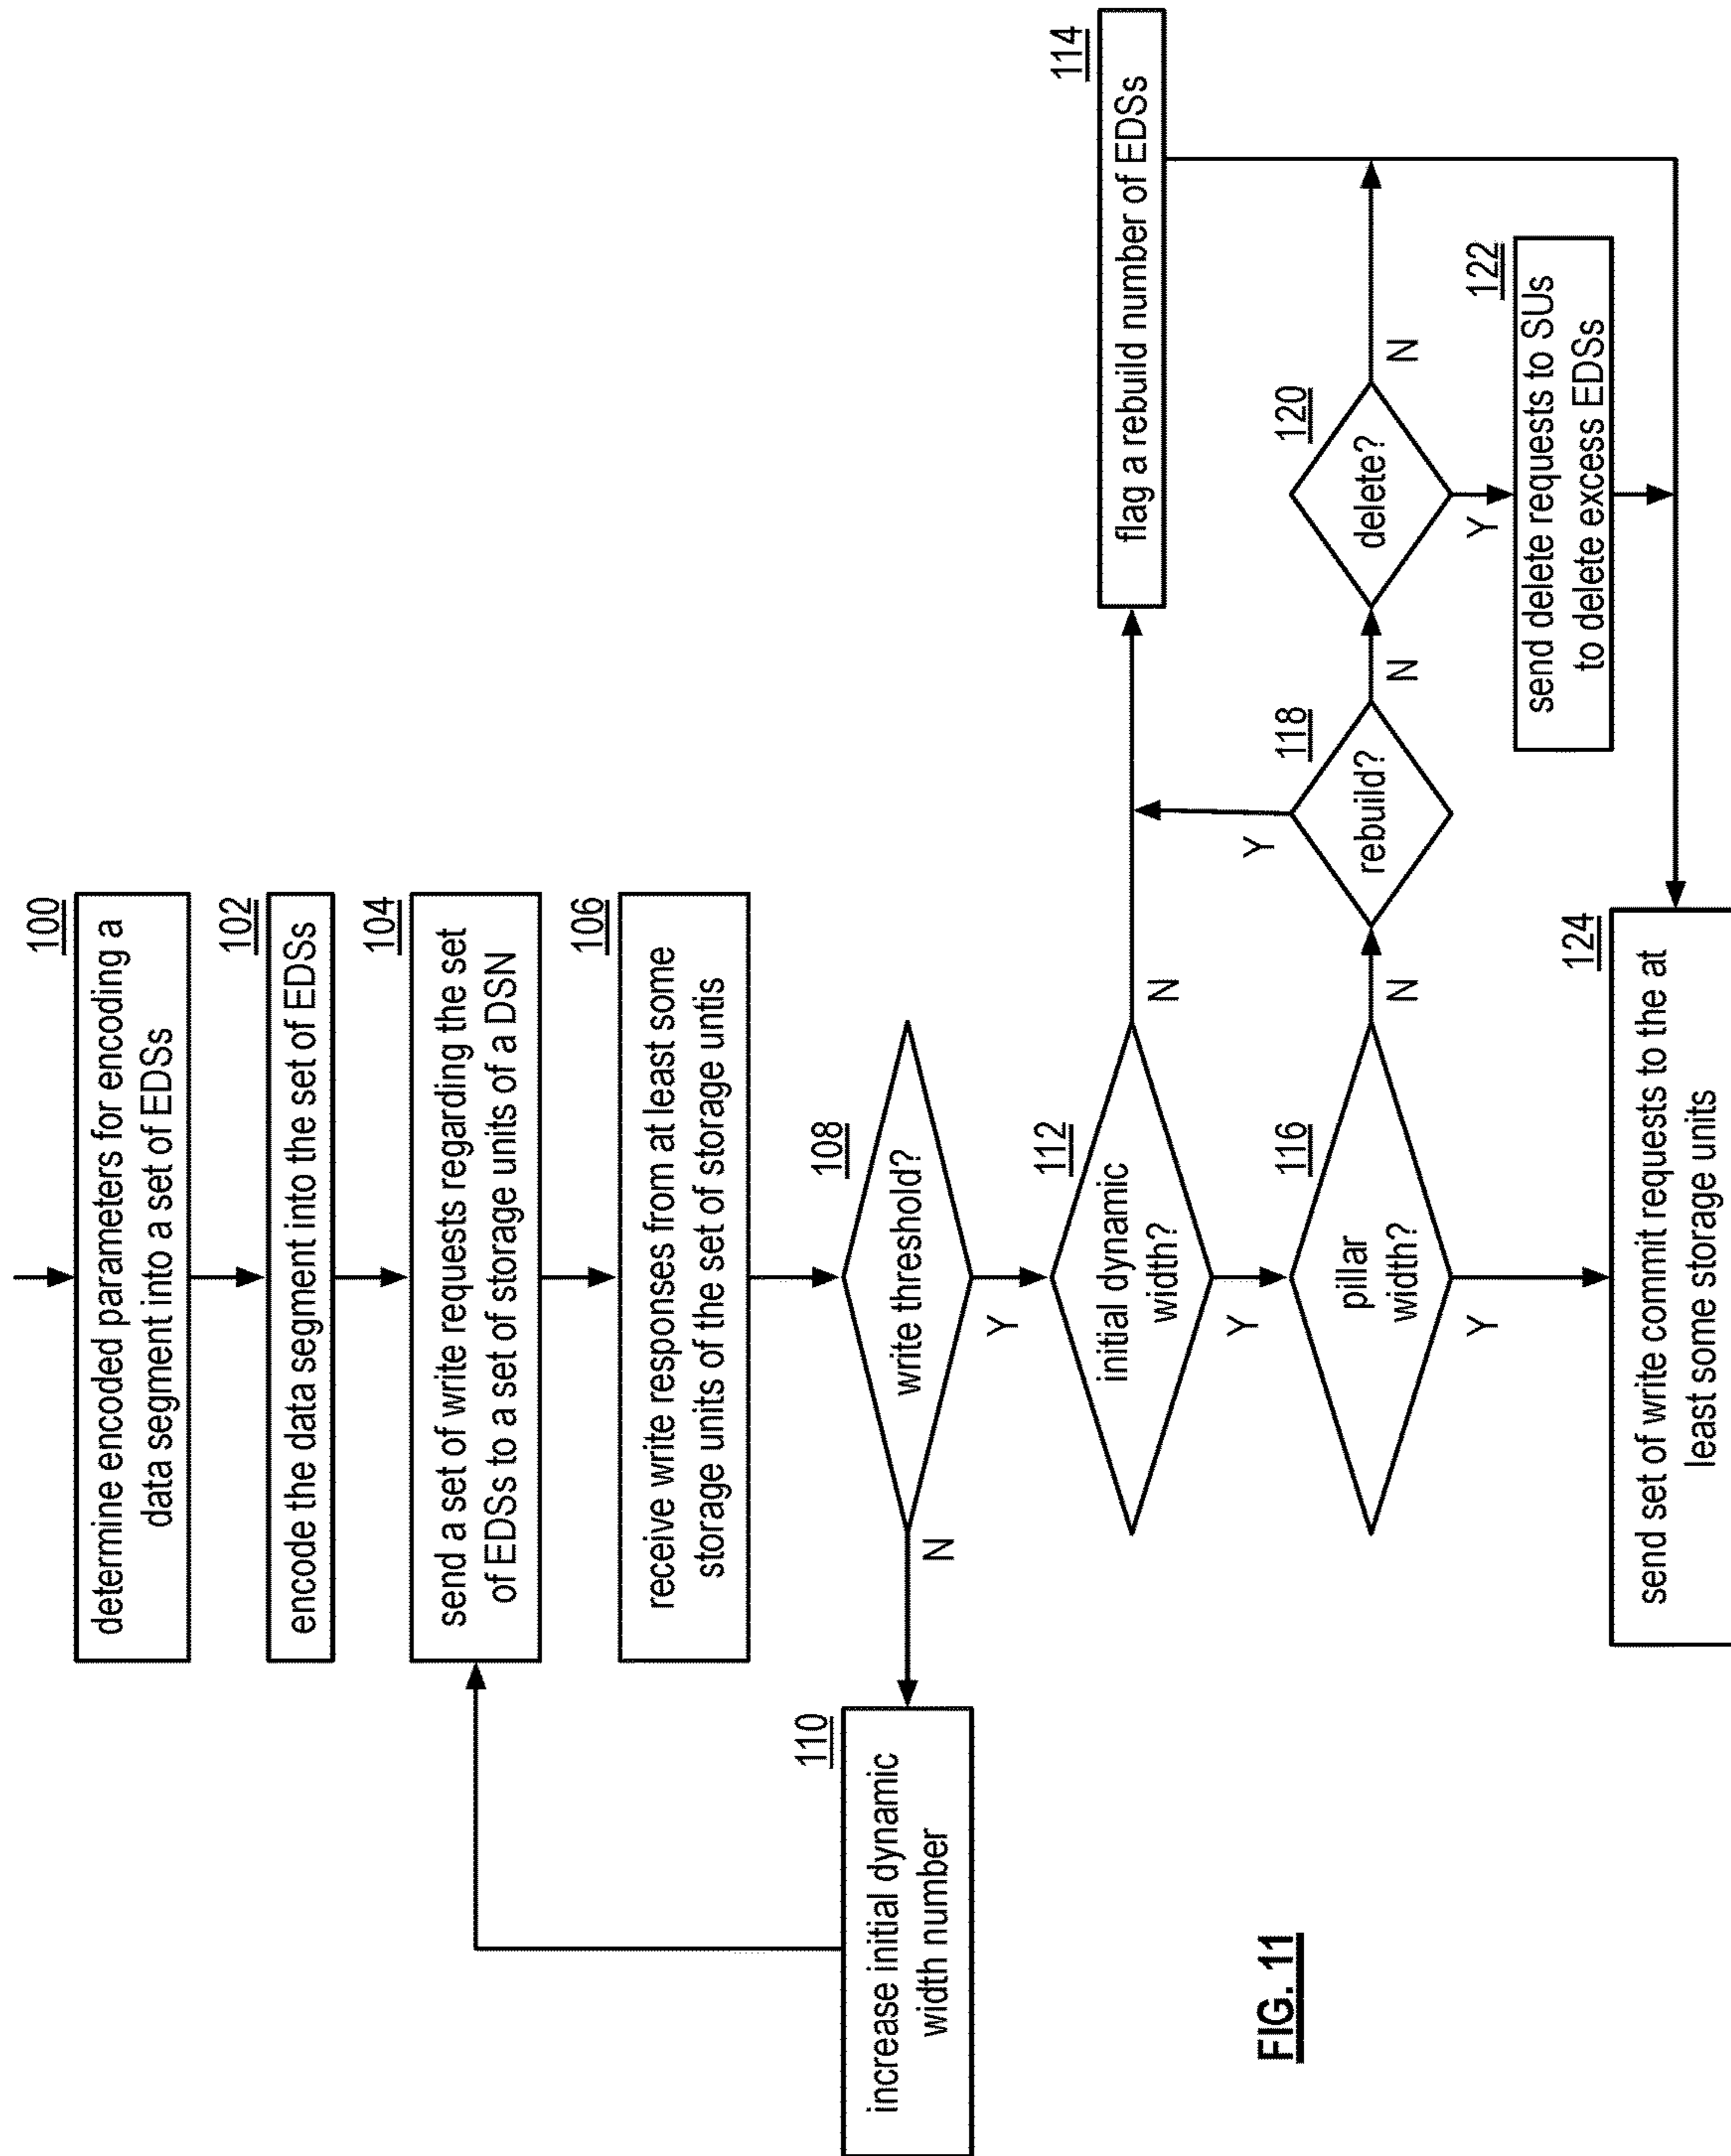 100
determine encoded parameters for encoding a
data segment into a set of EDSs
102
encode the data segment into the set of EDSs
104
send a set of write requests regarding the set
of EDSs to a set of storage units of a DSN
106
receive write responses from at least some
storage units of the set of storage untis
108
write threshold?
N
Y
110
increase initial dynamic
width number
112
initial dynamic
width?
N
Y
114
flag a rebuild number of EDSs
116
pillar
width?
N
Y
118
rebuild?
Y
N
120
delete?
N
Y
122
send delete requests to SUs
to delete excess EDSs
124
send set of write commit requests to the at
least some storage units
FIG. 11